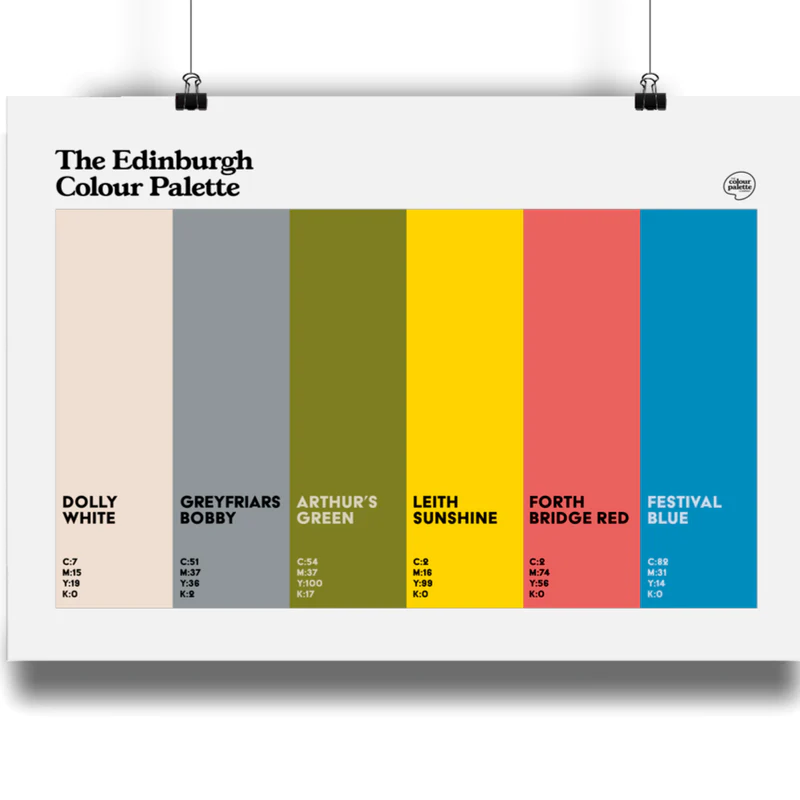 The Edinburgh
Colour Palette
colour
palette
DOLLY
WHITE
C:7
M:15
Y:19
K:0
GREYFRIARS
BOBBY
C:51
M:37
Y:36
K:2
ARTHUR'S
GREEN
C:54
M:37
Y:100
K:17
LEITH
SUNSHINE
C:2
M:16
Y:99
K:0
FORTH
BRIDGE RED
C:2
M:74
Y:56
K:0
FESTIVAL
BLUE
C:82
M:31
Y:14
K:0